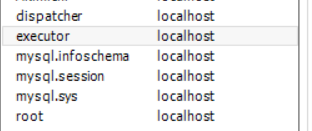 dispatcher localhost
executor localhost
mysql.infoschema localhost
mysql.session localhost
mysql.sys localhost
root localhost